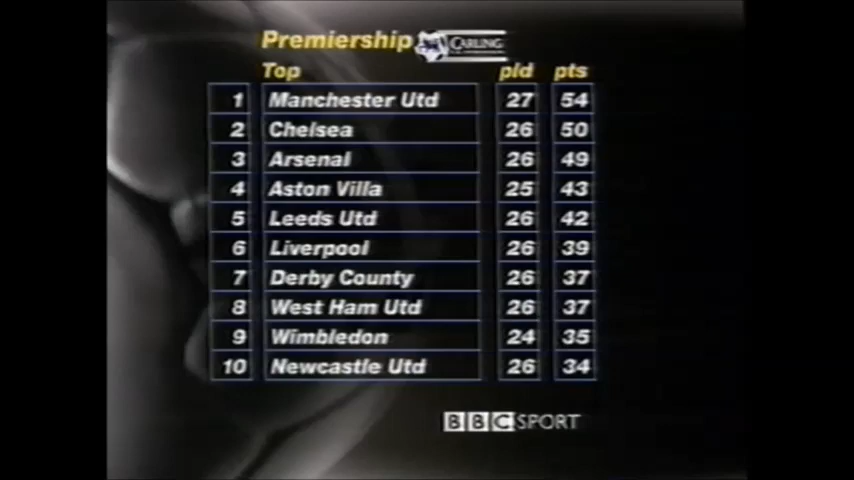 Premiership CARLING
Top pld pts
1 Manchester Utd 27 54
2 Chelsea 26 50
3 Arsenal 26 49
4 Aston Villa 25 43
5 Leeds Utd 26 42
6 Liverpool 26 39
7 Derby County 26 37
8 West Ham Utd 26 37
9 Wimbledon 24 35
10 Newcastle Utd 26 34
BBC SPORT